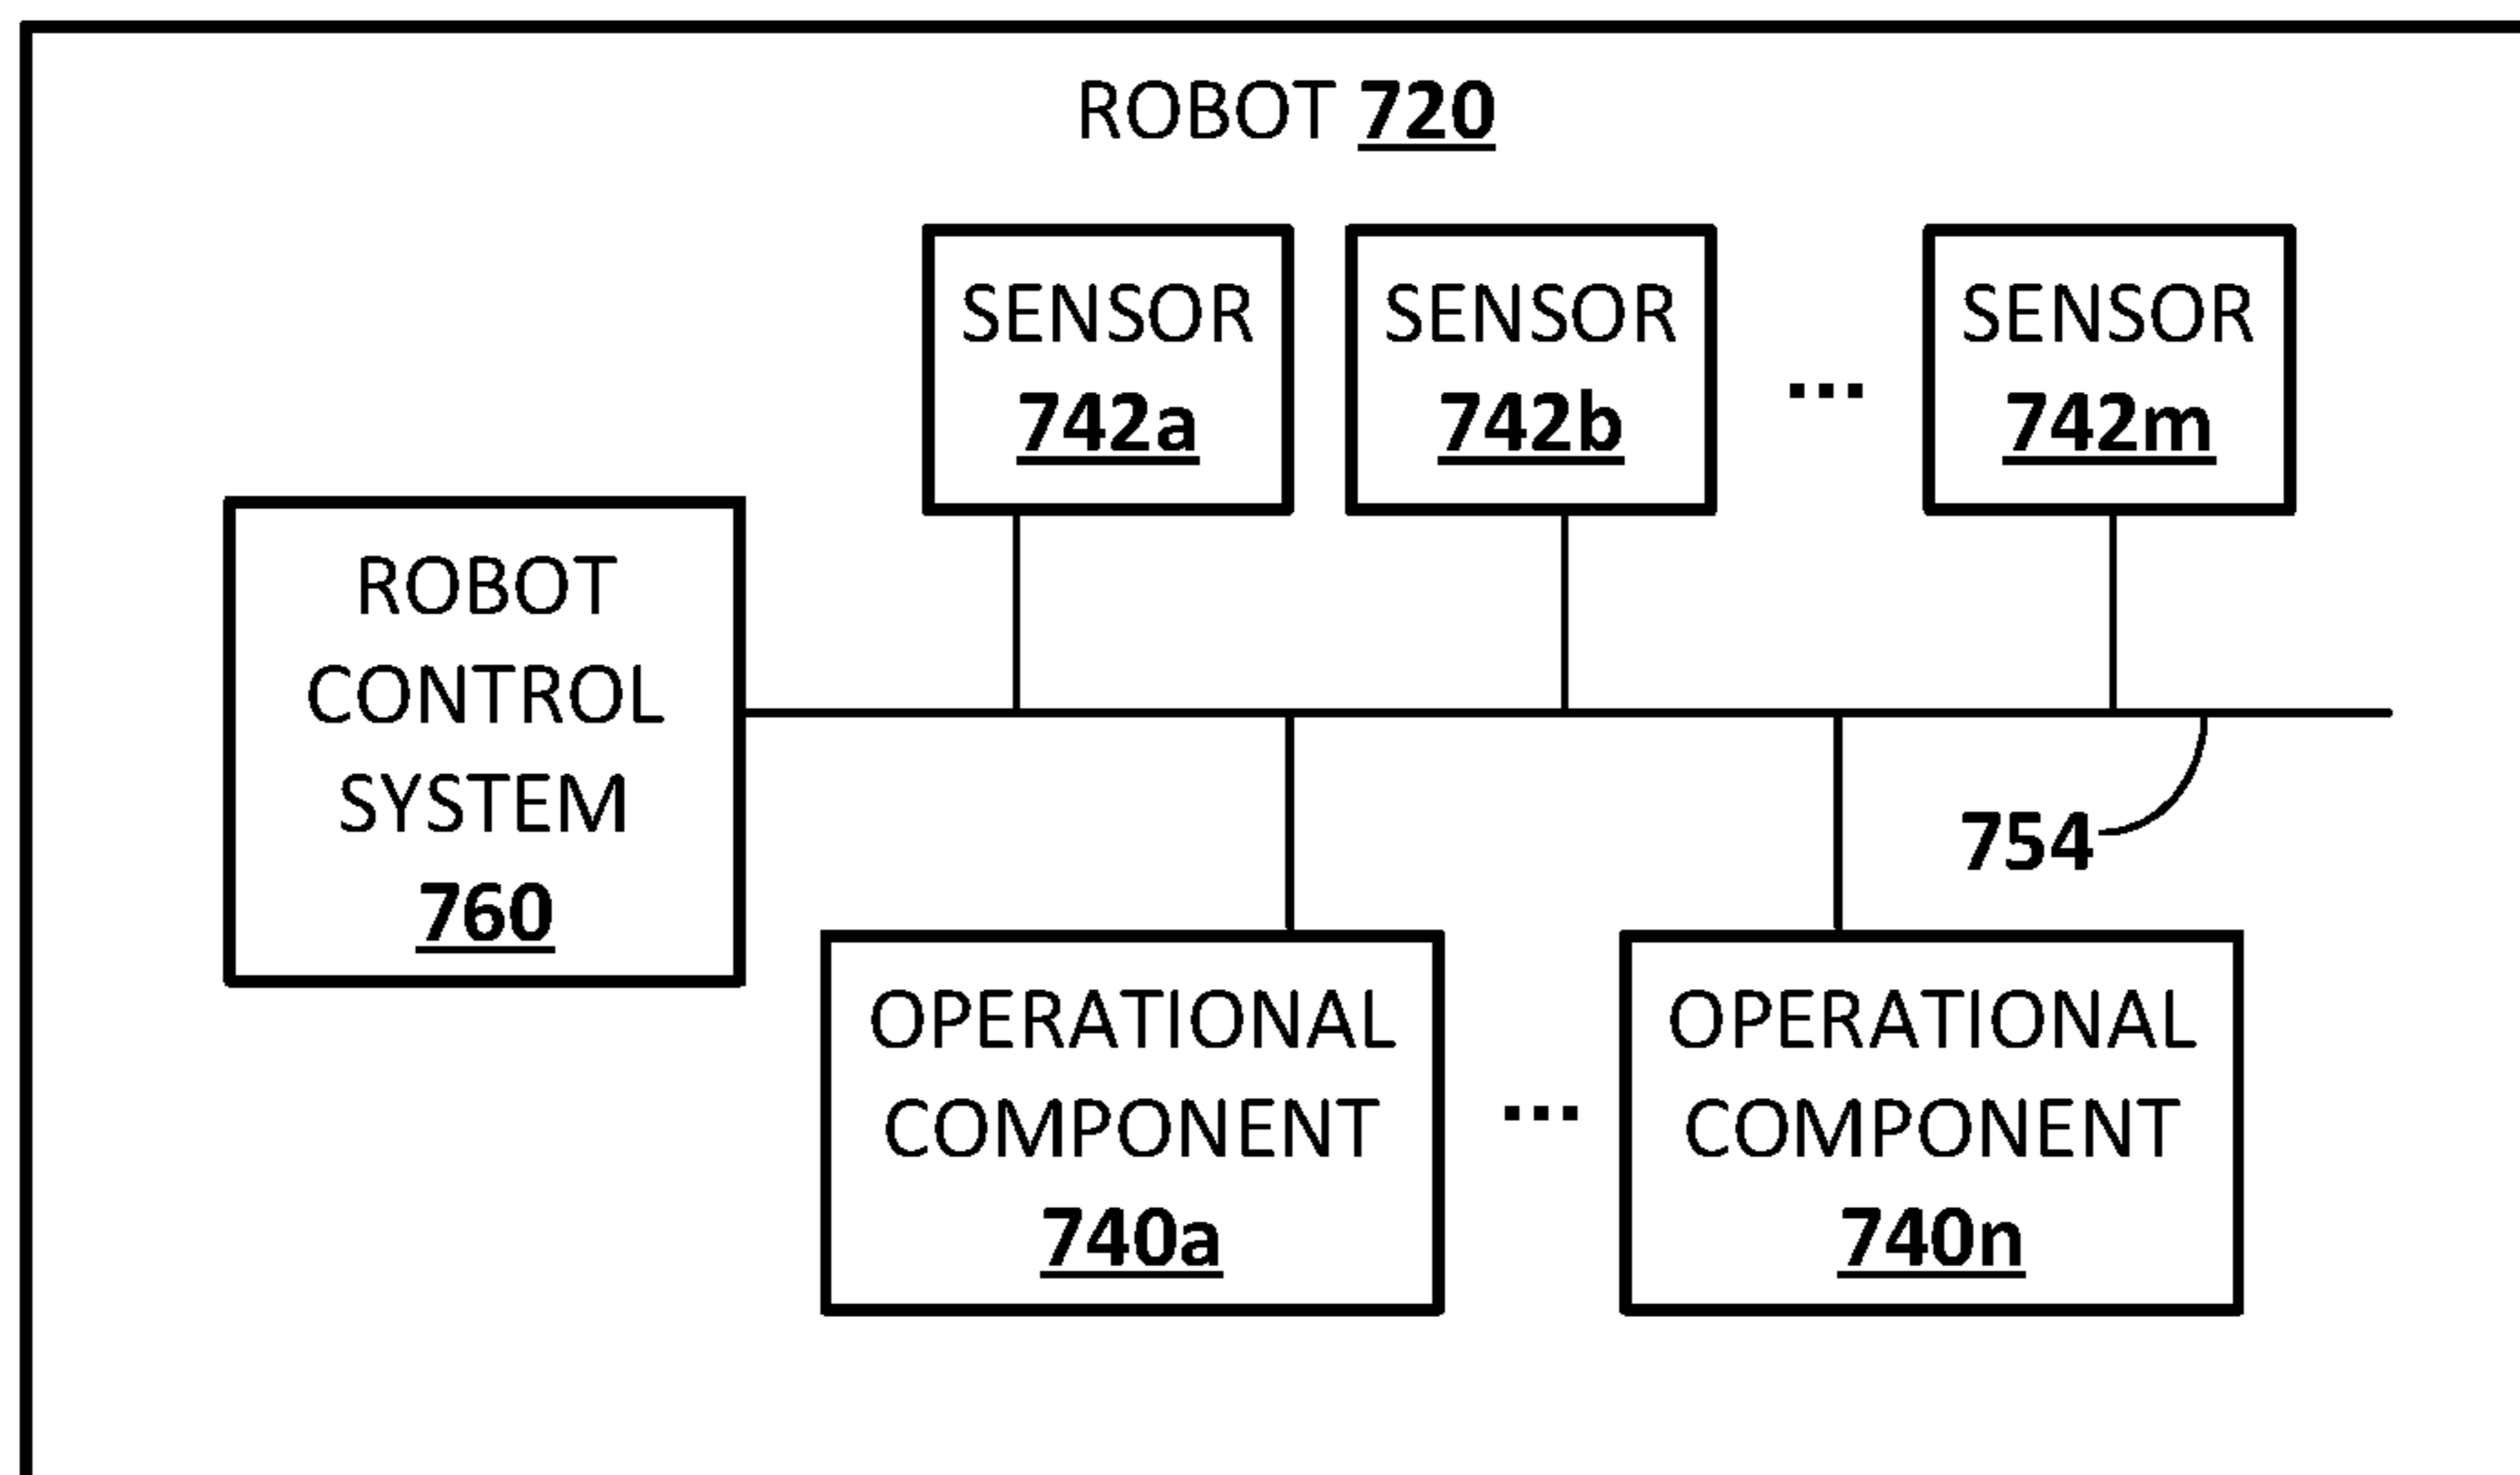 ROBOT 720
SENSOR
742a
SENSOR
742b
...
SENSOR
742m
ROBOT
CONTROL
SYSTEM
760
754
OPERATIONAL
COMPONENT
740a
...
OPERATIONAL
COMPONENT
740n